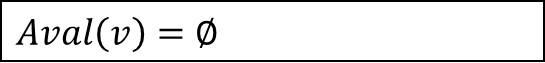 Aval(v) = ∅